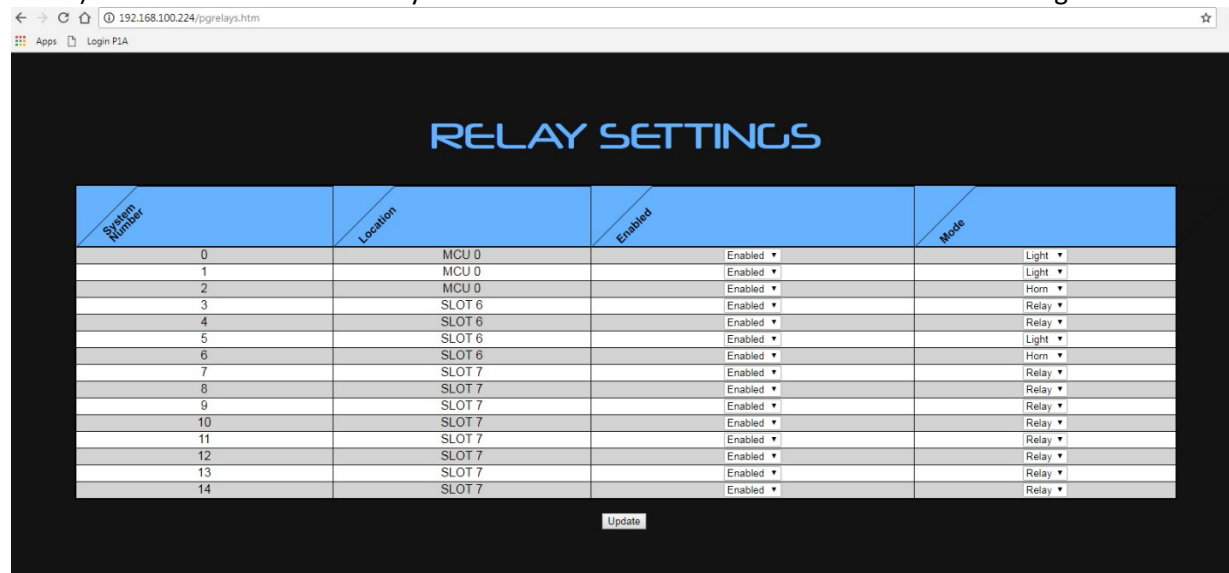 192.168.100.224/pgrelays.htm
Apps Login P1A
RELAY SETTINGS
System Number Location Enabled Mode
0 MCU 0 Enabled Light
1 MCU 0 Enabled Light
2 MCU 0 Enabled Horn
3 SLOT 6 Enabled Relay
4 SLOT 6 Enabled Relay
5 SLOT 6 Enabled Light
6 SLOT 6 Enabled Horn
7 SLOT 7 Enabled Relay
8 SLOT 7 Enabled Relay
9 SLOT 7 Enabled Relay
10 SLOT 7 Enabled Relay
11 SLOT 7 Enabled Relay
12 SLOT 7 Enabled Relay
13 SLOT 7 Enabled Relay
14 SLOT 7 Enabled Relay
Update